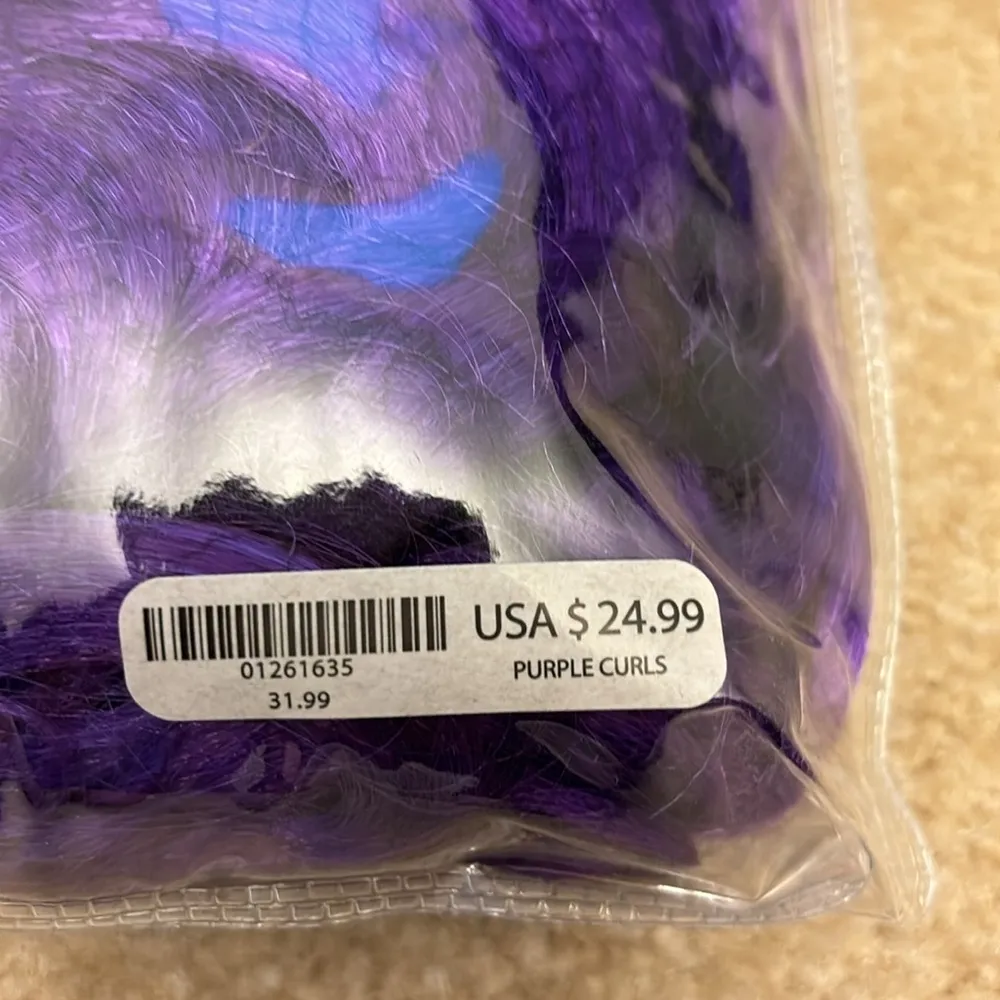 USA $ 24.99
PURPLE CURLS
01261635
31.99